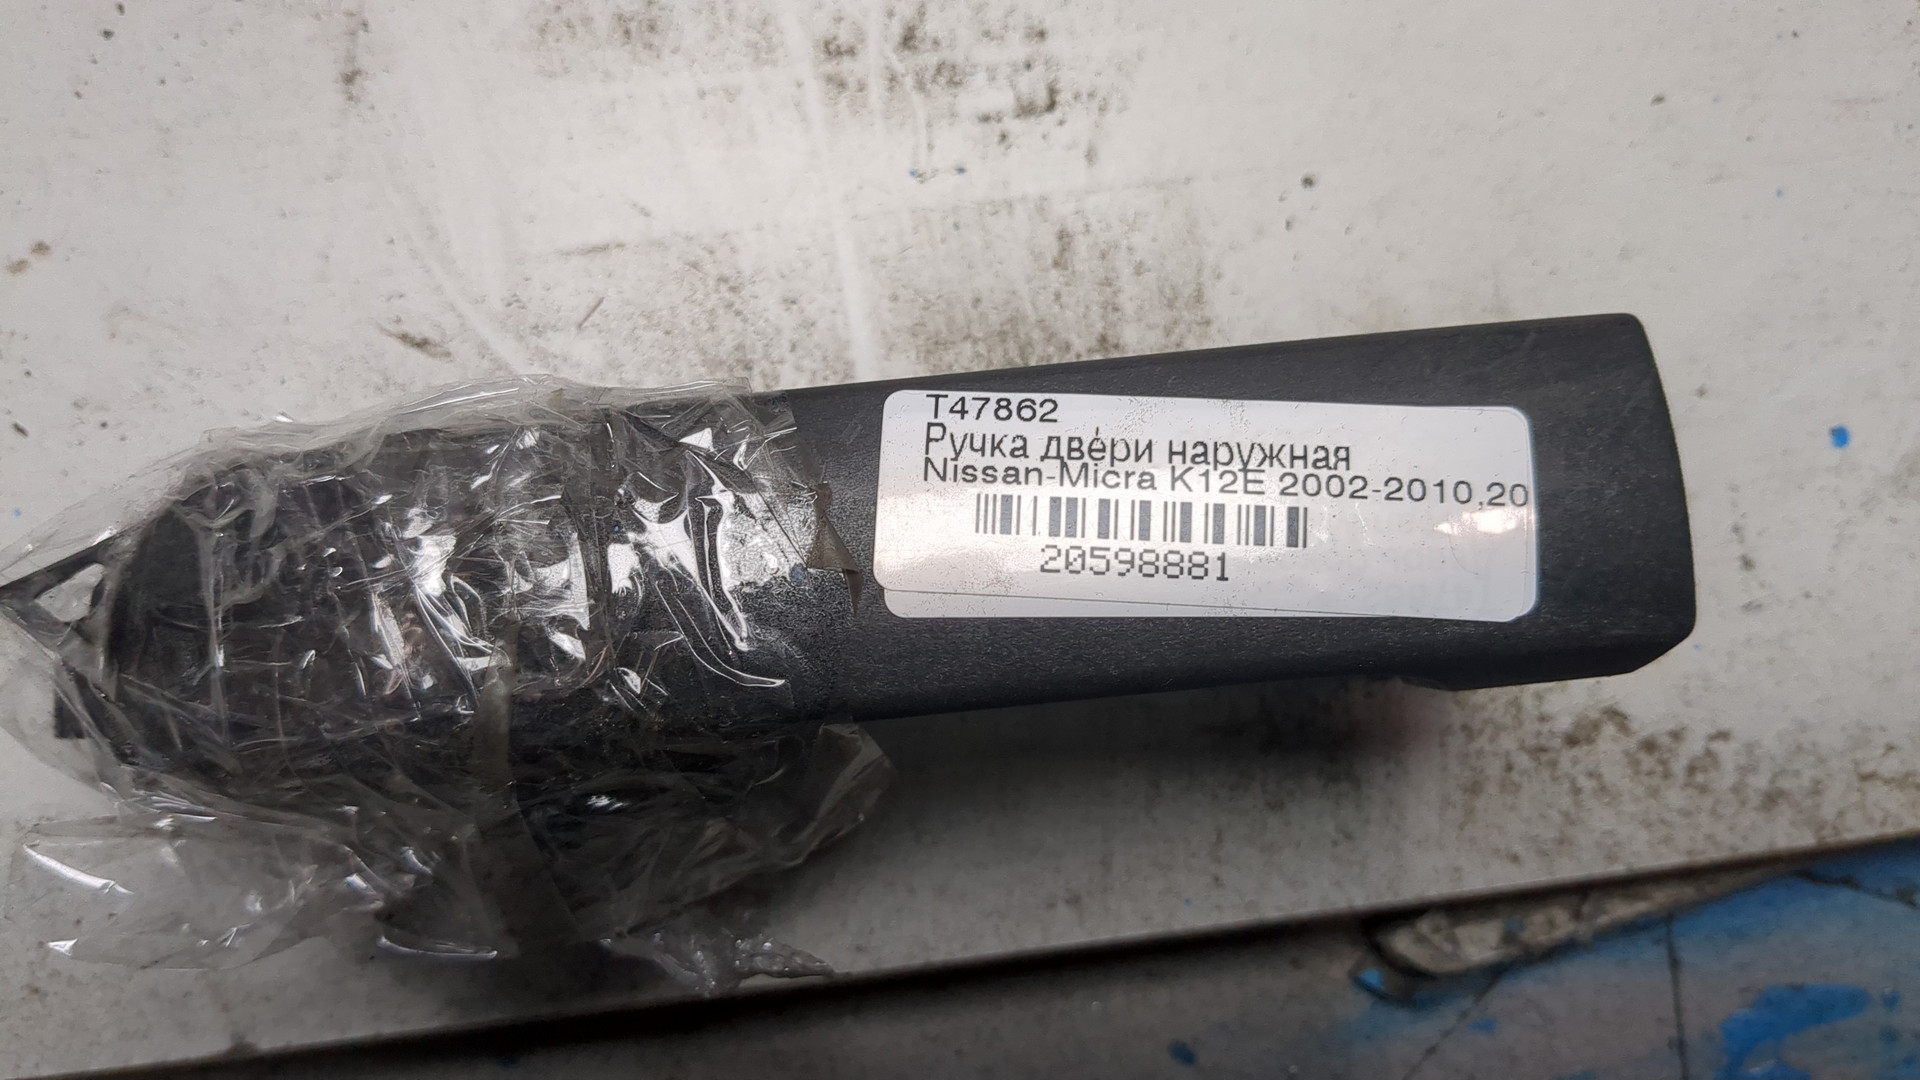 T47862
Ручка двери наружная
Nissan-Micra K12E 2002-2010,20
20598881